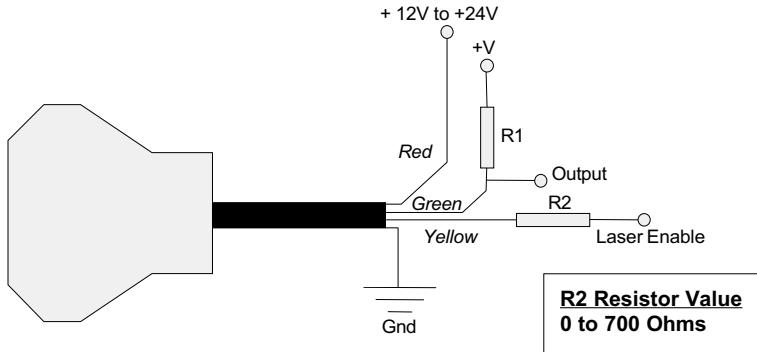 + 12V to +24V
+V
R1
Red
Output
Green
R2
Yellow
Laser Enable
R2 Resistor Value
0 to 700 Ohms
Gnd